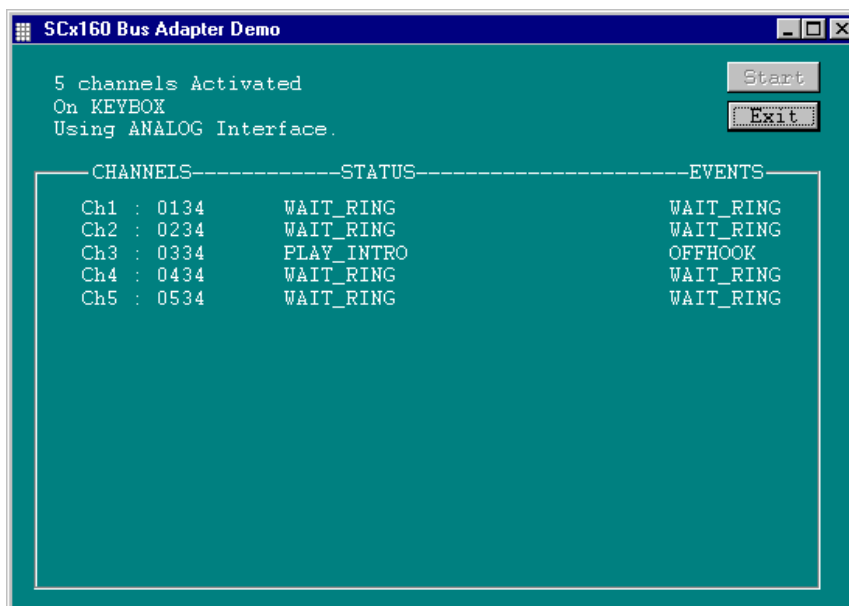 SCx160 Bus Adapter Demo
5 channels Activated
On KEYBOX
Using ANALOG Interface.
Start
Exit
CHANNELS------------STATUS----------------------EVENTS
Ch1 : 0134 WAIT_RING WAIT_RING
Ch2 : 0234 WAIT_RING WAIT_RING
Ch3 : 0334 PLAY_INTRO OFFHOOK
Ch4 : 0434 WAIT_RING WAIT_RING
Ch5 : 0534 WAIT_RING WAIT_RING